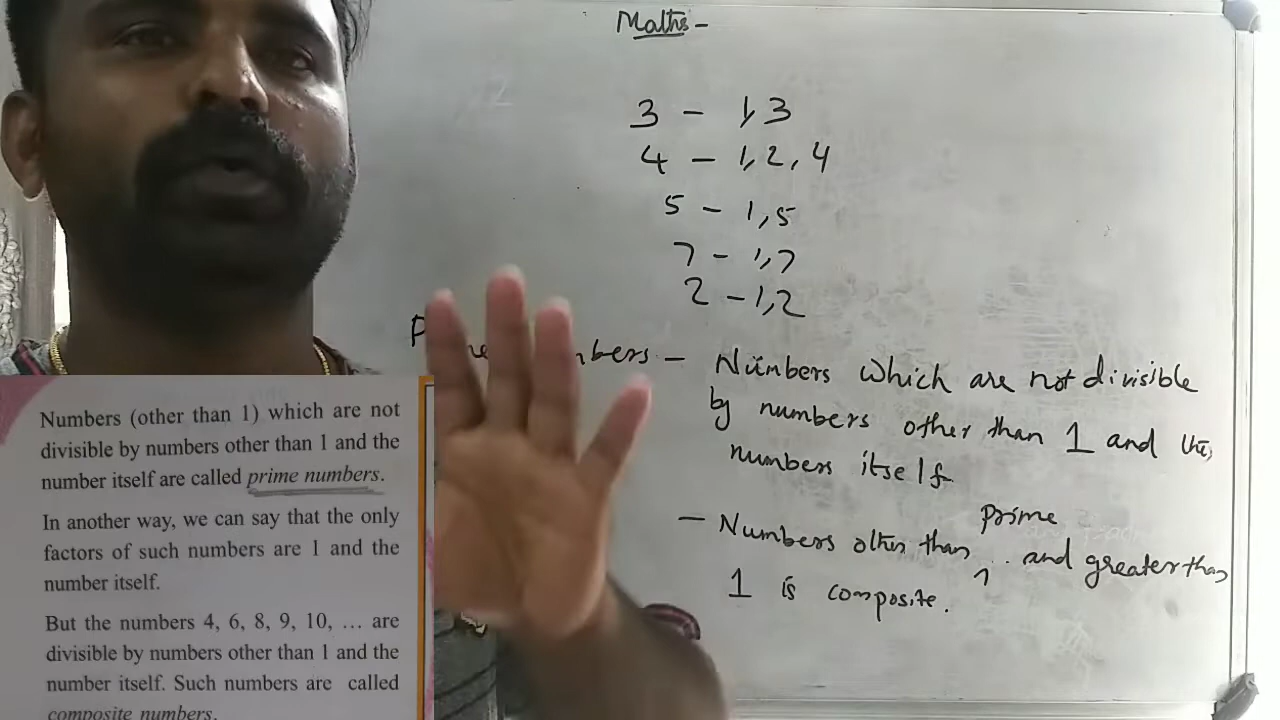 Maths -
3 - 1,3
4 - 1,2,4
5 - 1,5
7 - 1,7
2 - 1,2
Numbers which are not divisible
by numbers other than 1 and the
numbers itself
prime
- Numbers other than and greater than
1 is composite.
Numbers (other than 1) which are not
divisible by numbers other than 1 and the
number itself are called prime numbers.
In another way, we can say that the only
factors of such numbers are 1 and the
number itself.
But the numbers 4, 6, 8, 9, 10, ... are
divisible by numbers other than 1 and the
number itself. Such numbers are called
composite numbers.